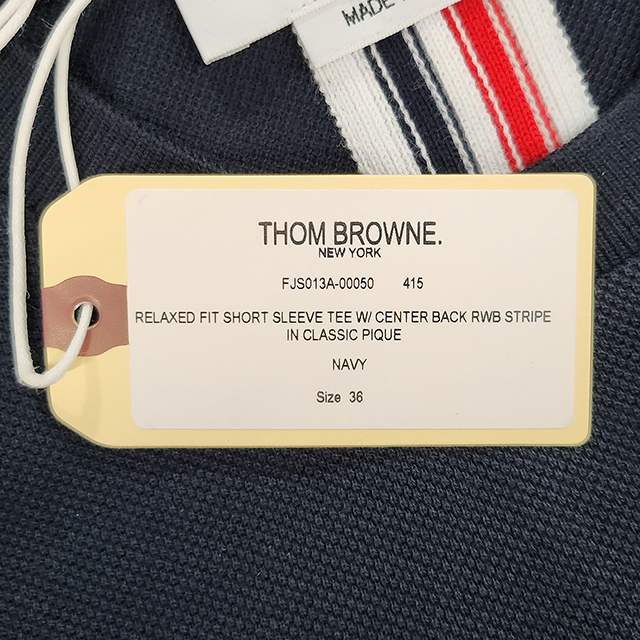 MADE
THOM BROWNE.
NEW YORK
FJS013A-00050 415
RELAXED FIT SHORT SLEEVE TEE W/ CENTER BACK RWB STRIPE
IN CLASSIC PIQUE
NAVY
Size 36